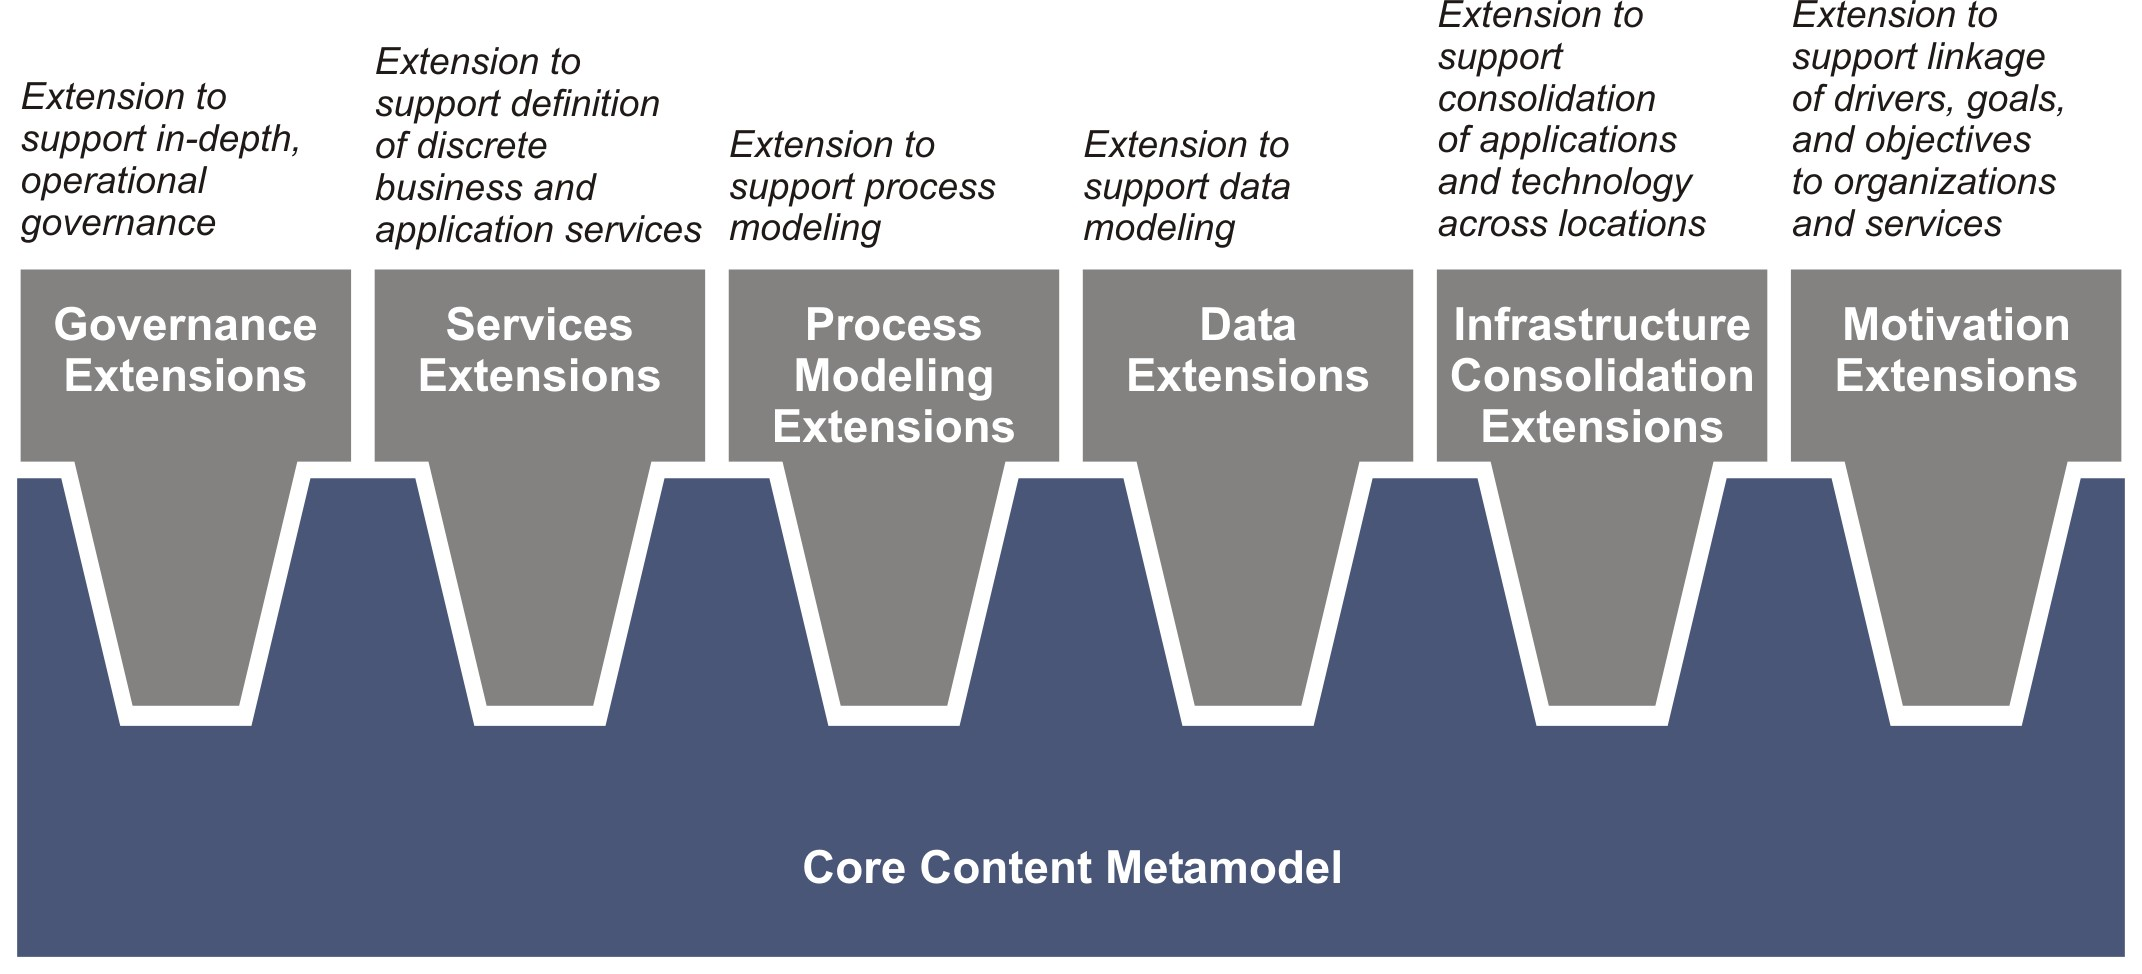 Extension to
support in-depth,
operational
governance
Extension to
support definition
of discrete
business and
application services
Extension to
support process
modeling
Extension to
support data
modeling
Extension to
support
consolidation
of applications
and technology
across locations
Extension to
support linkage
of drivers, goals,
and objectives
to organizations
and services
Governance
Extensions
Services
Extensions
Process
Modeling
Extensions
Data
Extensions
Infrastructure
Consolidation
Extensions
Motivation
Extensions
Core Content Metamodel